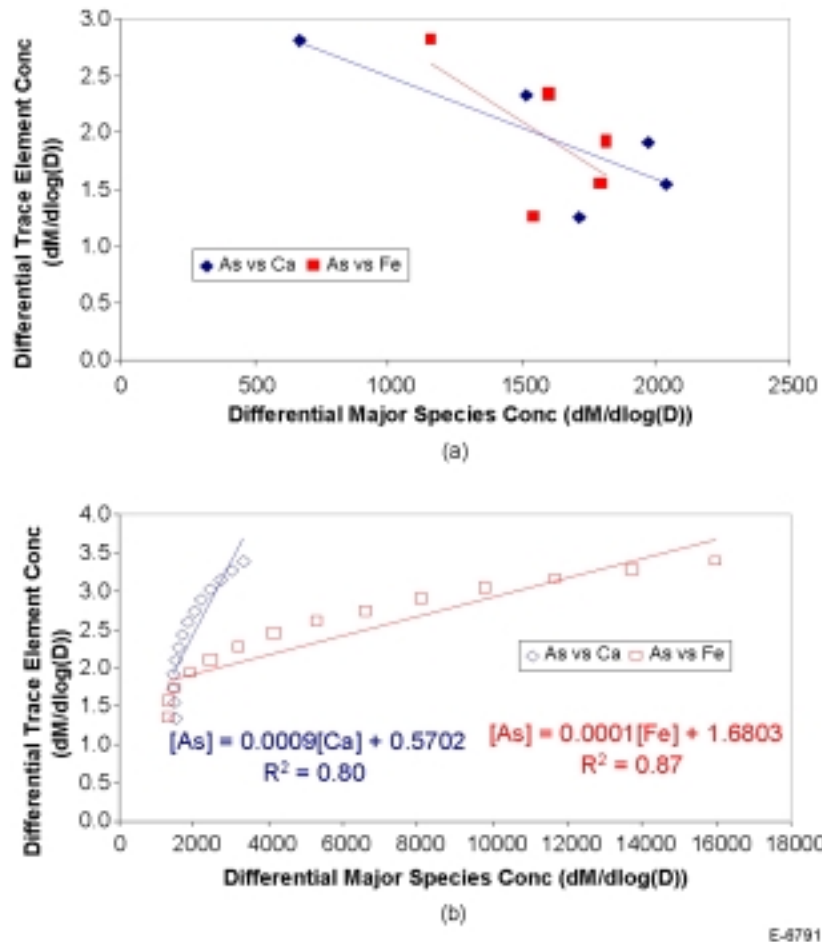 Differential Trace Element Conc
(dM/dlog(D))
3.0
2.5
2.0
1.5
1.0
0.5
0.0
As vs Ca As vs Fe
0 500 1000 1500 2000 2500
Differential Major Species Conc (dM/dlog(D))
(a)
Differential Trace Element Conc
(dM/dlog(D))
4.0
3.5
3.0
2.5
2.0
1.5
1.0
0.5
0.0
As vs Ca As vs Fe
[As] = 0.0009[Ca] + 0.5702
R² = 0.80
[As] = 0.0001[Fe] + 1.6803
R² = 0.87
0 2000 4000 6000 8000 10000 12000 14000 16000 18000
Differential Major Species Conc (dM/dlog(D))
(b)
E-6791